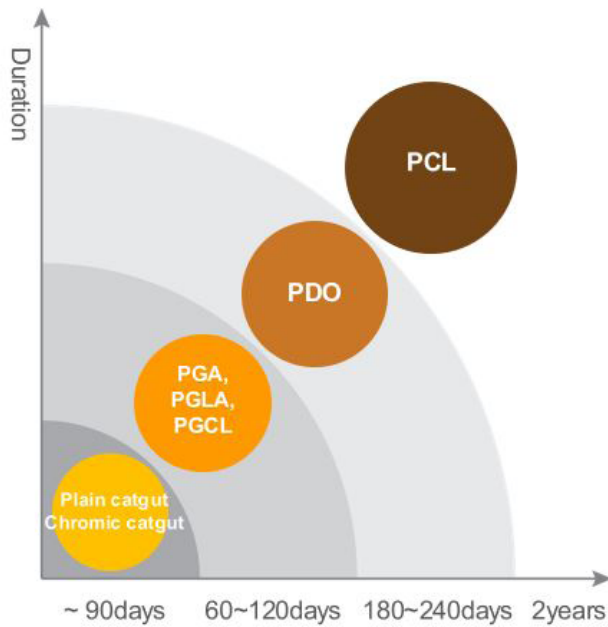 Duration
PCL
PDO
PGA,
PGLA,
PGCL
Plain catgut
Chromic catgut
~ 90days 60~120days 180~240days 2years